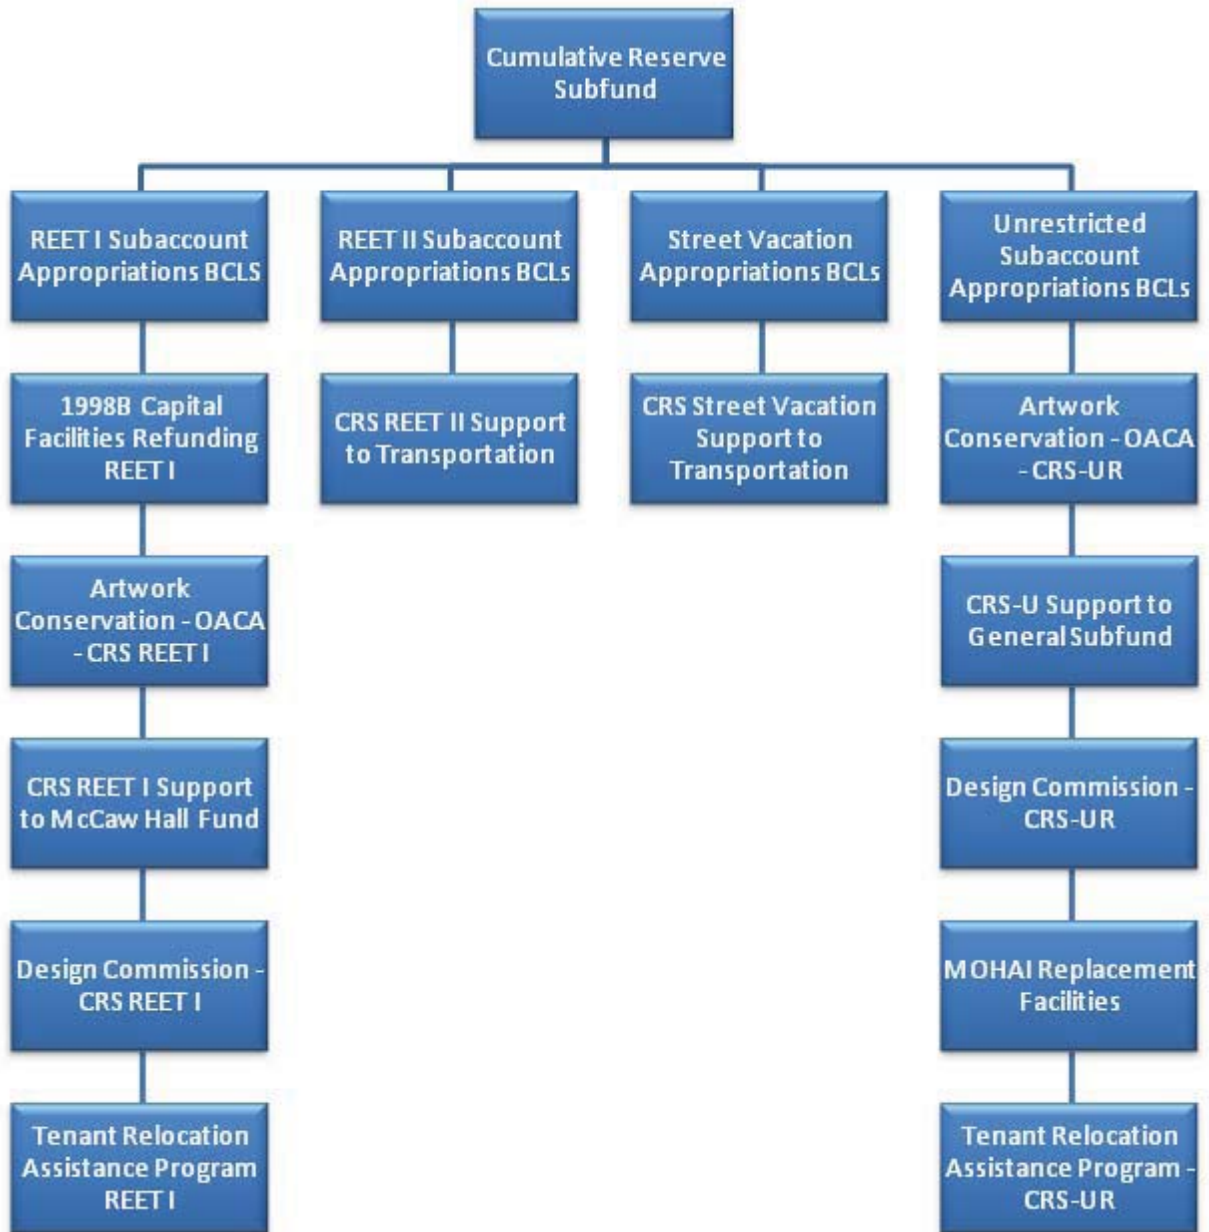 Cumulative Reserve
Subfund
REET I Subaccount
Appropriations BCLS
REET II Subaccount
Appropriations BCLs
Street Vacation
Appropriations BCLs
Unrestricted
Subaccount
Appropriations BCLs
1998B Capital
Facilities Refunding
REET I
CRS REET II Support
to Transportation
CRS Street Vacation
Support to
Transportation
Artwork
Conservation - OACA
- CRS-UR
Artwork
Conservation - OACA
- CRS REET I
CRS-U Support to
General Subfund
CRS REET I Support
to McCaw Hall Fund
Design Commission -
CRS-UR
Design Commission -
CRS REET I
MOHAI Replacement
Facilities
Tenant Relocation
Assistance Program
REET I
Tenant Relocation
Assistance Program -
CRS-UR